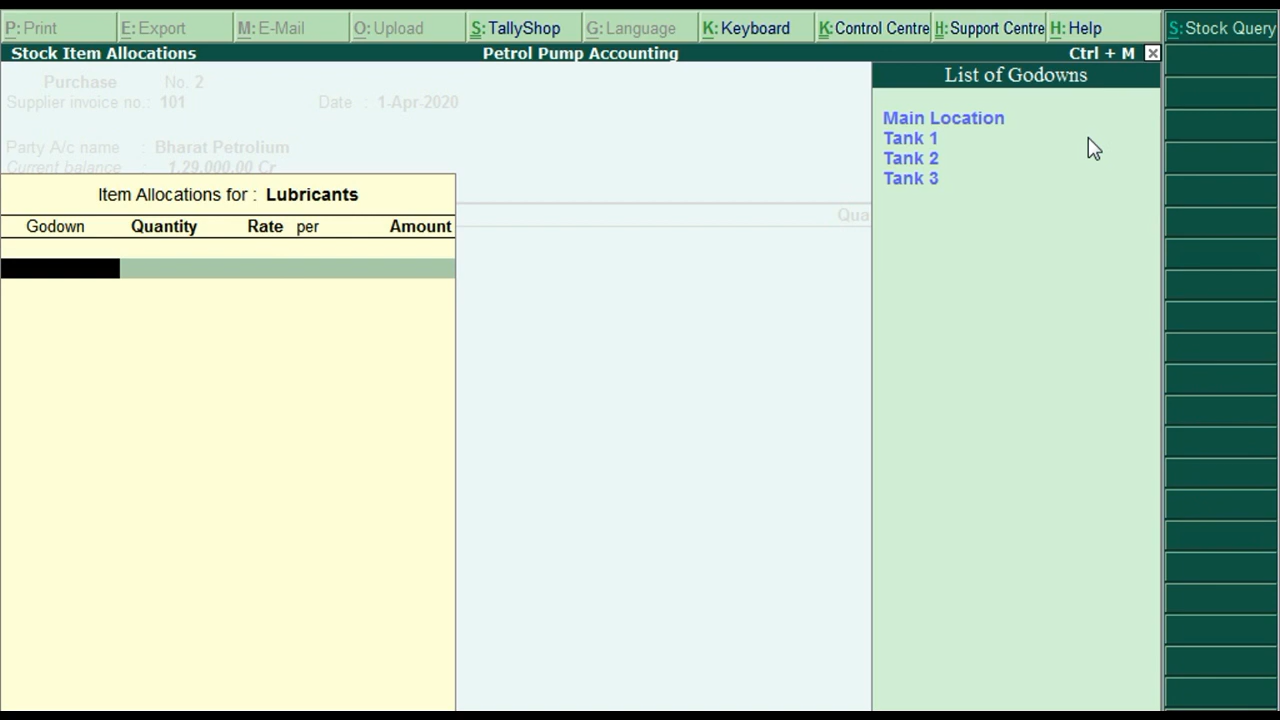 P: Print E: Export M: E-Mail O: Upload S: TallyShop G: Language K: Keyboard K: Control Centre H: Support Centre H: Help S: Stock Query
Stock Item Allocations Petrol Pump Accounting Ctrl + M
List of Godowns
Purchase No. 2
Supplier invoice no.: 101 Date : 1-Apr-2020
Main Location
Tank 1
Party A/c name : Bharat Petrolium
Tank 2
Current balance : 1,29,000.00 Cr
Tank 3
Item Allocations for : Lubricants
Qua
Godown Quantity Rate per Amount